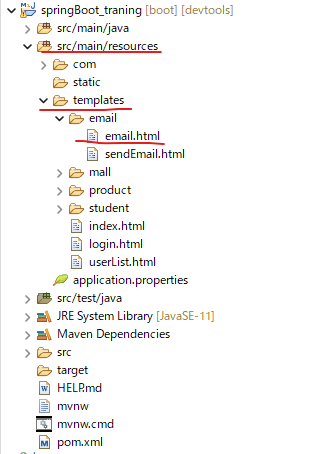 springBoot_traning [boot] [devtools]
src/main/java
src/main/resources
com
static
templates
email
email.html
sendEmail.html
mall
product
student
index.html
login.html
userList.html
application.properties
src/test/java
JRE System Library [JavaSE-11]
Maven Dependencies
src
target
HELP.md
mvnw
mvnw.cmd
pom.xml